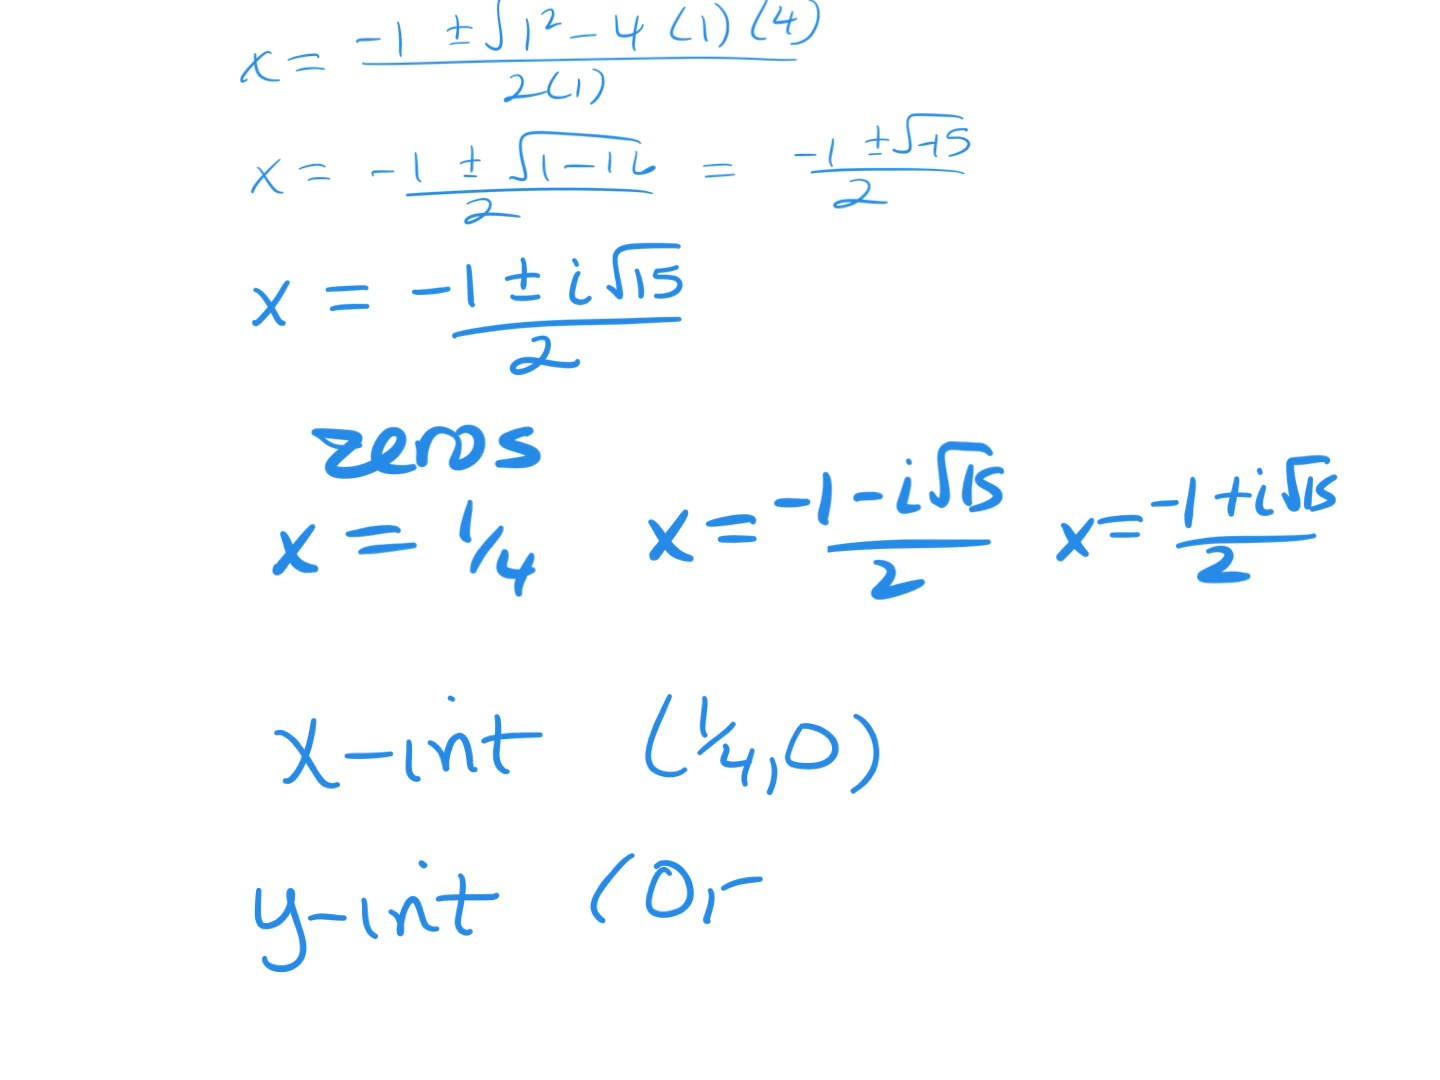 x = (-1 ± √(1² - 4(1)(4))) / 2(1)
x = (-1 ± √(1-16)) / 2 = (-1 ± √-15) / 2
x = (-1 ± i√15) / 2
zeros
x = 1/4 x = (-1 - i√15) / 2 x = (-1 + i√15) / 2
x-int (1/4, 0)
y-int (0, -